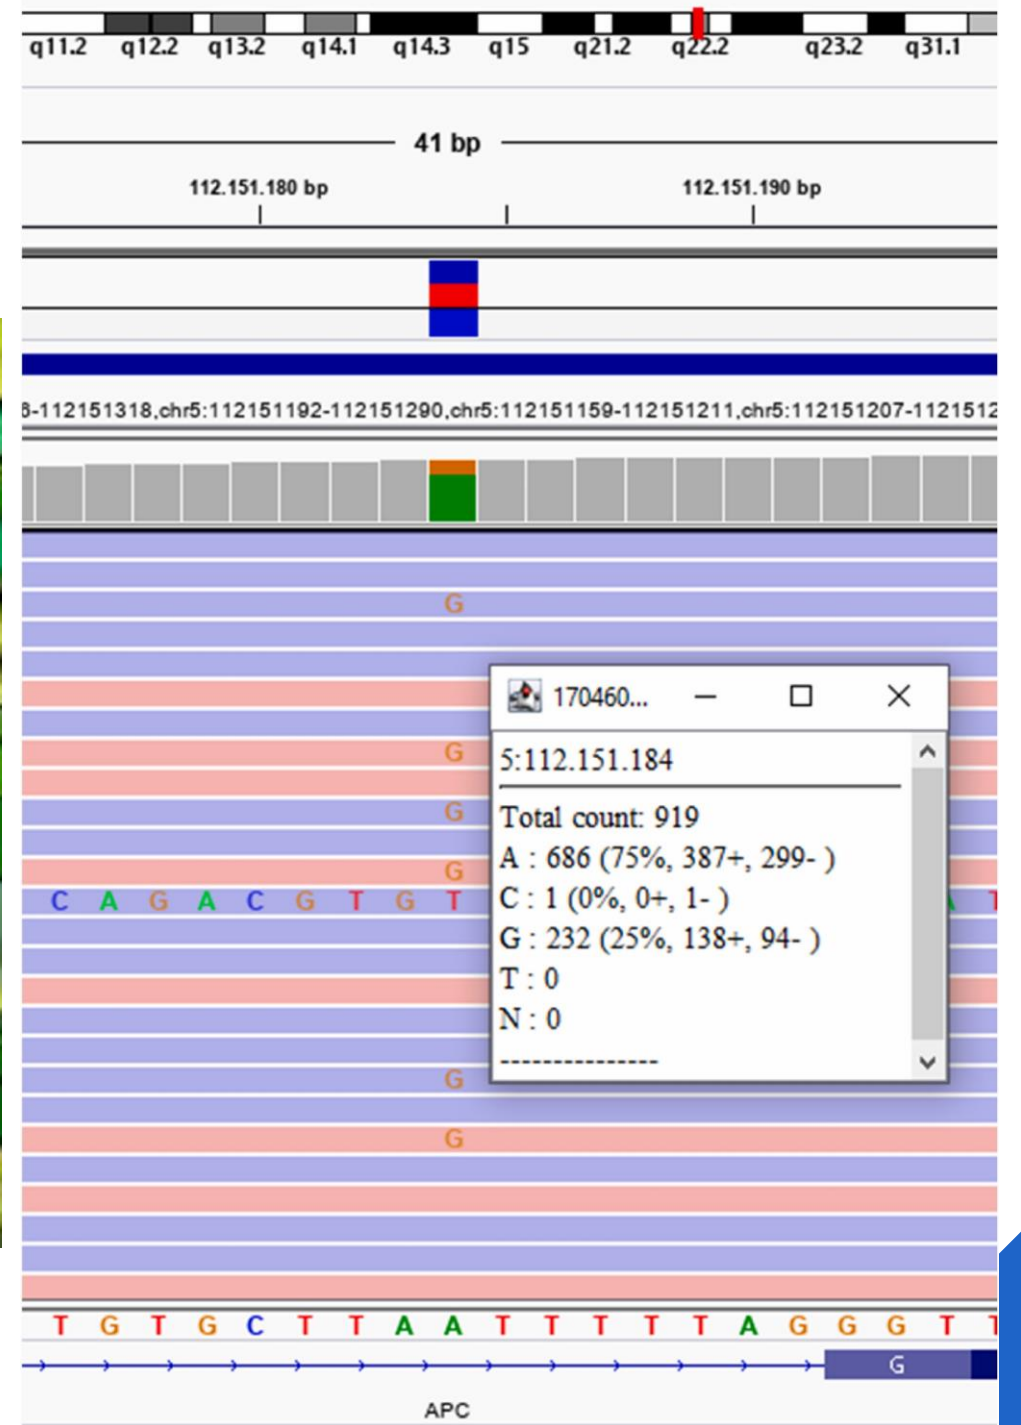 q11.2 q12.2 q13.2 q14.1 q14.3 q15 q21.2 q22.2 q23.2 q31.1
41 bp
112.151.180 bp 112.151.190 bp
6-112151318,chr5:112151192-112151290,chr5:112151159-112151211,chr5:112151207-1121512
G
170460...
G
5:112.151.184
G
Total count: 919
A : 686 (75%, 387+, 299- )
G
C A G A C G T G T T
C : 1 (0%, 0+, 1- )
G : 232 (25%, 138+, 94- )
T : 0
N : 0
---------------
G
G
T G T G C T T A A T T T T T A G G G T T
G
APC